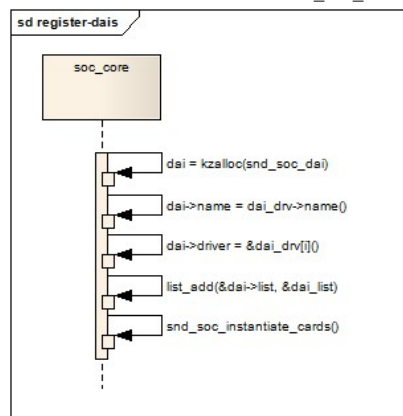 sd register-dais
soc_core
dai = kzalloc(snd_soc_dai)
dai->name = dai_drv->name()
dai->driver = &dai_drv[i]()
list_add(&dai->list, &dai_list)
snd_soc_instantiate_cards()